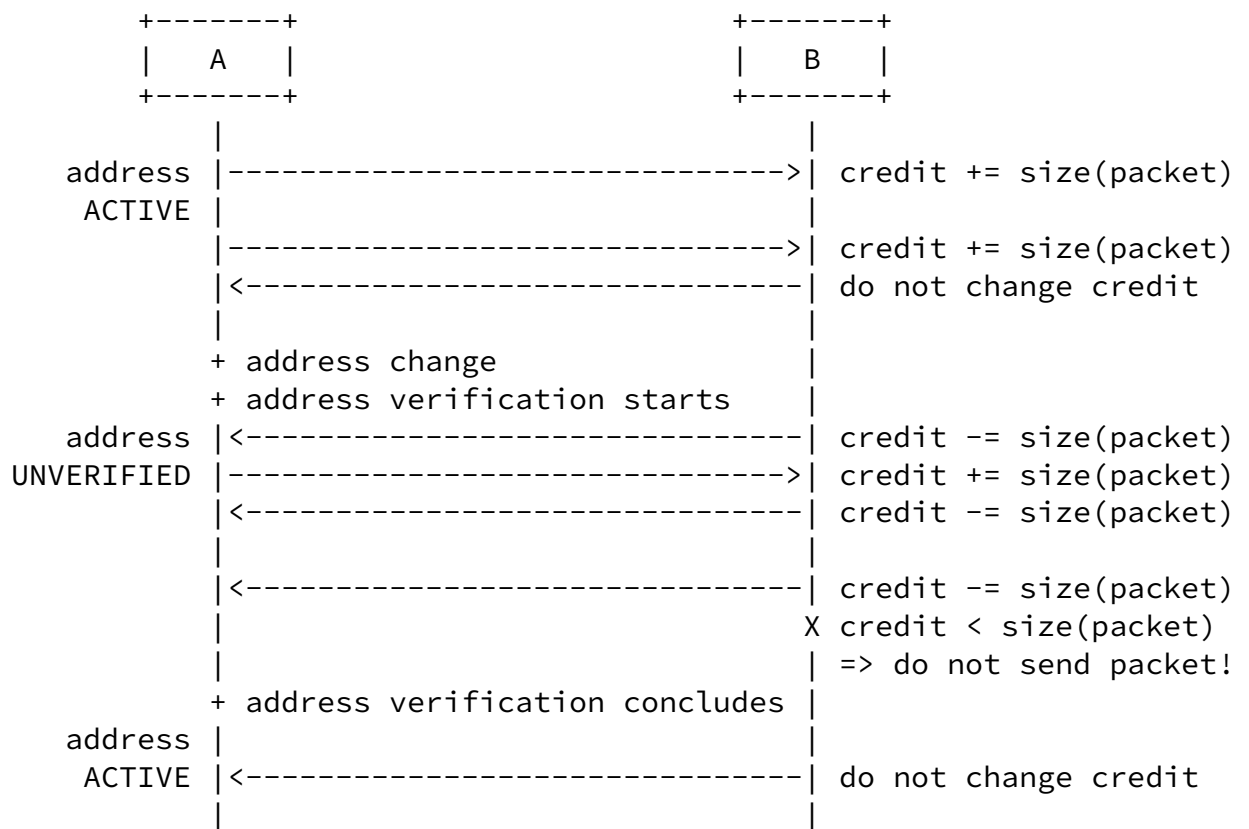 +-------+                        +-------+
|   A   |                        |   B   |
+-------+                        +-------+
|                                |
address |------------------------------->| credit += size(packet)
ACTIVE |                                |
|------------------------------->| credit += size(packet)
|<-------------------------------| do not change credit
|                                |
+ address change                 |
+ address verification starts    |
address |<-------------------------------| credit -= size(packet)
UNVERIFIED |------------------------------->| credit += size(packet)
|<-------------------------------| credit -= size(packet)
|                                |
|<-------------------------------| credit -= size(packet)
|                                X credit < size(packet)
|                                | => do not send packet!
+ address verification concludes |
address |                                |
ACTIVE |<-------------------------------| do not change credit
|                                |